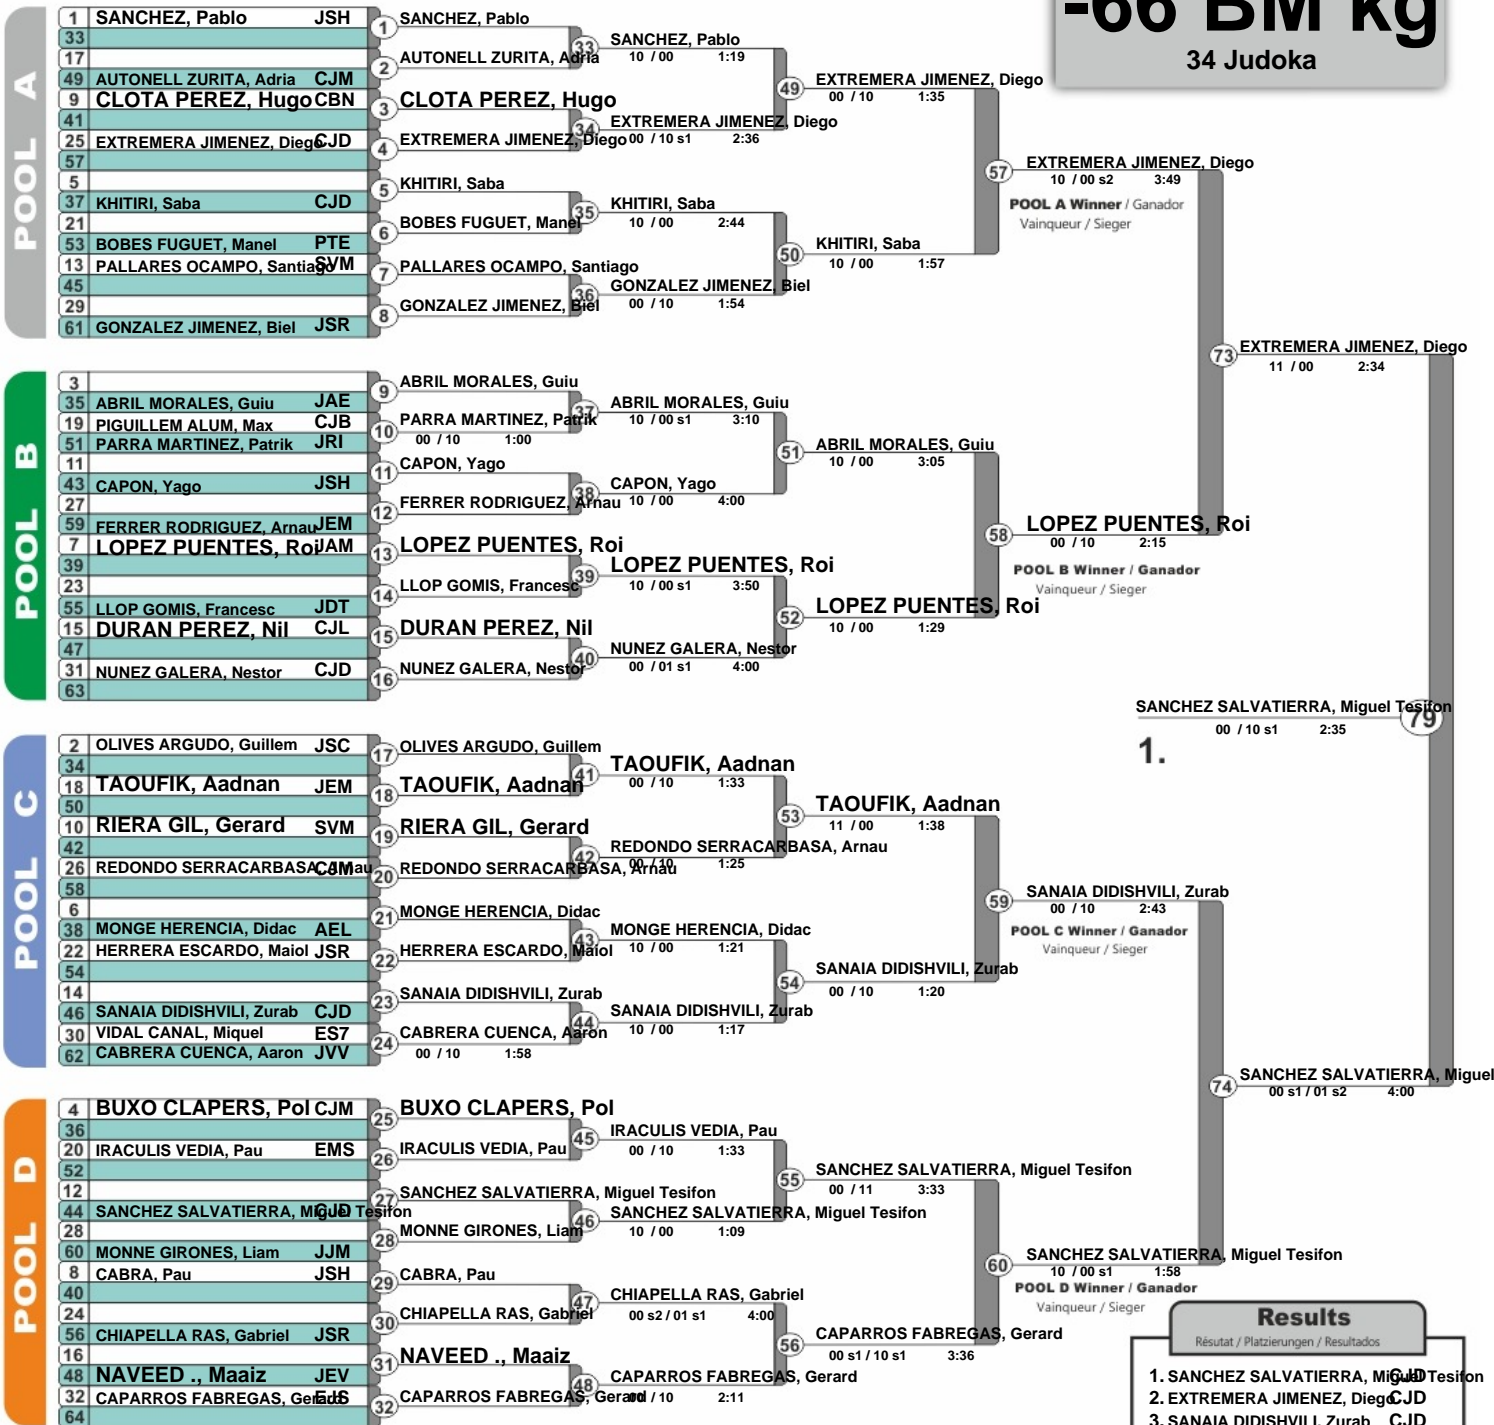 -66 BM kg
34 Judoka
POOL A
1 SANCHEZ, Pablo JSH
33
17
49 AUTONELL ZURITA, Adria CJM
9 CLOTA PEREZ, Hugo CBN
41
25 EXTREMERA JIMENEZ, Diego CJD
57
5
37 KHITIRI, Saba CJD
21
53 BOBES FUGUET, Manel PTE
13 PALLARES OCAMPO, Santiago SVM
45
29
61 GONZALEZ JIMENEZ, Biel JSR
1 SANCHEZ, Pablo
2 AUTONELL ZURITA, Adria
3 CLOTA PEREZ, Hugo
4 EXTREMERA JIMENEZ, Diego
5 KHITIRI, Saba
6 BOBES FUGUET, Manel
7 PALLARES OCAMPO, Santiago
8 GONZALEZ JIMENEZ, Biel
33 SANCHEZ, Pablo
10 / 00 1:19
34 EXTREMERA JIMENEZ, Diego
00 / 10 s1 2:36
35 KHITIRI, Saba
10 / 00 2:44
36 GONZALEZ JIMENEZ, Biel
00 / 10 1:54
49 EXTREMERA JIMENEZ, Diego
00 / 10 1:35
50 KHITIRI, Saba
10 / 00 1:57
57 EXTREMERA JIMENEZ, Diego
10 / 00 s2 3:49
POOL A Winner / Ganador
Vainqueur / Sieger
POOL B
3
35 ABRIL MORALES, Guiu JAE
19 PIGUILLEM ALUM, Max CJB
51 PARRA MARTINEZ, Patrik JRI
11
43 CAPON, Yago JSH
27
59 FERRER RODRIGUEZ, Arnau JEM
7 LOPEZ PUENTES, Roi JAM
39
23
55 LLOP GOMIS, Francesc JDT
15 DURAN PEREZ, Nil CJL
47
31 NUNEZ GALERA, Nestor CJD
63
9 ABRIL MORALES, Guiu
10 PARRA MARTINEZ, Patrik
00 / 10 1:00
11 CAPON, Yago
12 FERRER RODRIGUEZ, Arnau
13 LOPEZ PUENTES, Roi
14 LLOP GOMIS, Francesc
15 DURAN PEREZ, Nil
16 NUNEZ GALERA, Nestor
37 ABRIL MORALES, Guiu
10 / 00 s1 3:10
38 CAPON, Yago
10 / 00 4:00
39 LOPEZ PUENTES, Roi
10 / 00 s1 3:50
40 NUNEZ GALERA, Nestor
00 / 01 s1 4:00
51 ABRIL MORALES, Guiu
10 / 00 3:05
52 LOPEZ PUENTES, Roi
10 / 00 1:29
58 LOPEZ PUENTES, Roi
00 / 10 2:15
POOL B Winner / Ganador
Vainqueur / Sieger
73 EXTREMERA JIMENEZ, Diego
11 / 00 2:34
SANCHEZ SALVATIERRA, Miguel Tesifon
79
00 / 10 s1 2:35
1.
POOL C
2 OLIVES ARGUDO, Guillem JSC
34
18 TAOUFIK, Aadnan JEM
50
10 RIERA GIL, Gerard SVM
42
26 REDONDO SERRACARBASA, Arnau CJM
58
6
38 MONGE HERENCIA, Didac AEL
22 HERRERA ESCARDO, Maiol JSR
54
14
46 SANAIA DIDISHVILI, Zurab CJD
30 VIDAL CANAL, Miquel ES7
62 CABRERA CUENCA, Aaron JVV
17 OLIVES ARGUDO, Guillem
18 TAOUFIK, Aadnan
19 RIERA GIL, Gerard
20 REDONDO SERRACARBASA, Arnau
21 MONGE HERENCIA, Didac
22 HERRERA ESCARDO, Maiol
23 SANAIA DIDISHVILI, Zurab
24 CABRERA CUENCA, Aaron
00 / 10 1:58
41 TAOUFIK, Aadnan
00 / 10 1:33
42 REDONDO SERRACARBASA, Arnau
00 / 10 1:25
43 MONGE HERENCIA, Didac
10 / 00 1:21
44 SANAIA DIDISHVILI, Zurab
10 / 00 1:17
53 TAOUFIK, Aadnan
11 / 00 1:38
54 SANAIA DIDISHVILI, Zurab
00 / 10 1:20
59 SANAIA DIDISHVILI, Zurab
00 / 10 2:43
POOL C Winner / Ganador
Vainqueur / Sieger
POOL D
4 BUXO CLAPERS, Pol CJM
36
20 IRACULIS VEDIA, Pau EMS
52
12
44 SANCHEZ SALVATIERRA, Miguel Tesifon CJD
28
60 MONNE GIRONES, Liam JJM
8 CABRA, Pau JSH
40
24
56 CHIAPELLA RAS, Gabriel JSR
16
48 NAVEED ., Maaiz JEV
32 CAPARROS FABREGAS, Gerard EJS
64
25 BUXO CLAPERS, Pol
26 IRACULIS VEDIA, Pau
27 SANCHEZ SALVATIERRA, Miguel Tesifon
28 MONNE GIRONES, Liam
29 CABRA, Pau
30 CHIAPELLA RAS, Gabriel
31 NAVEED ., Maaiz
32 CAPARROS FABREGAS, Gerard
45 IRACULIS VEDIA, Pau
00 / 10 1:33
46 SANCHEZ SALVATIERRA, Miguel Tesifon
10 / 00 1:09
47 CHIAPELLA RAS, Gabriel
00 s2 / 01 s1 4:00
48 CAPARROS FABREGAS, Gerard
00 / 10 2:11
55 SANCHEZ SALVATIERRA, Miguel Tesifon
00 / 11 3:33
56 CAPARROS FABREGAS, Gerard
00 s1 / 10 s1 3:36
60 SANCHEZ SALVATIERRA, Miguel Tesifon
10 / 00 s1 1:58
POOL D Winner / Ganador
Vainqueur / Sieger
74 SANCHEZ SALVATIERRA, Miguel
00 s1 / 01 s2 4:00
Results
Résutat / Platzierungen / Resultados
1. SANCHEZ SALVATIERRA, Miguel Tesifon CJD
2. EXTREMERA JIMENEZ, Diego CJD
3. SANAIA DIDISHVILI, Zurab CJD